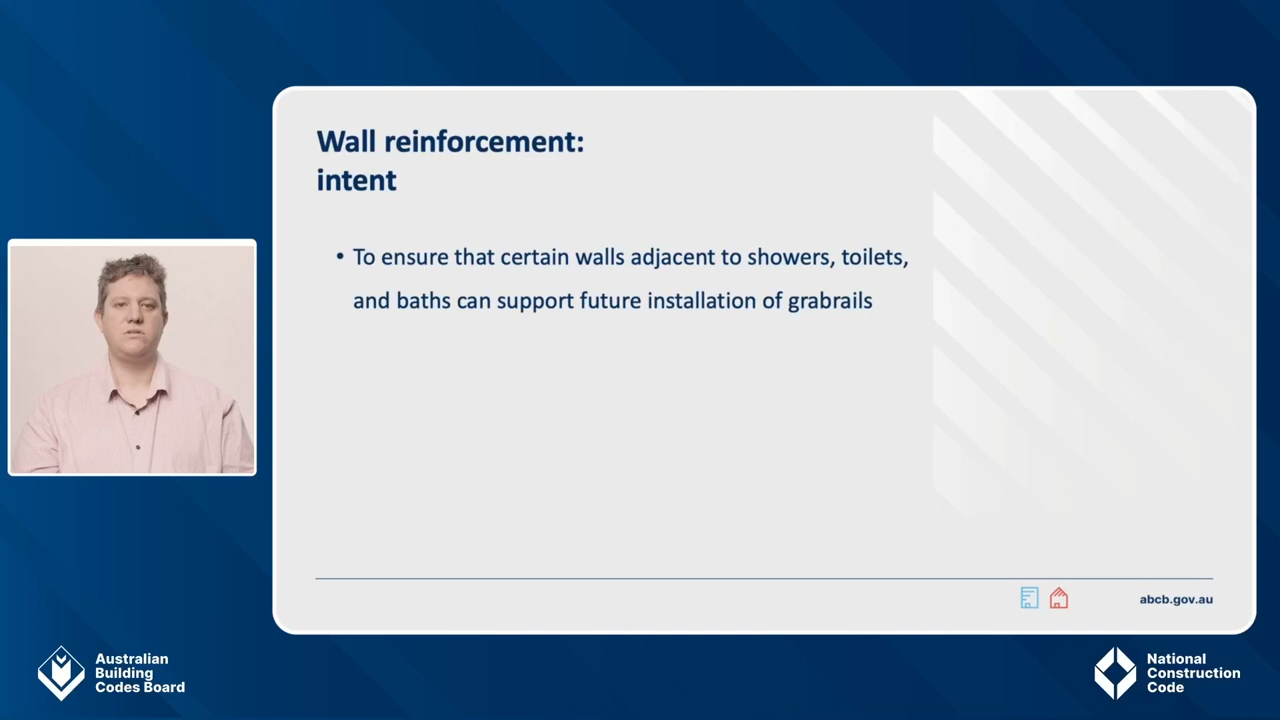 Wall reinforcement:
intent
• To ensure that certain walls adjacent to showers, toilets,
and baths can support future installation of grabrails
abcb.gov.au
Australian
Building
Codes Board
National
Construction
Code